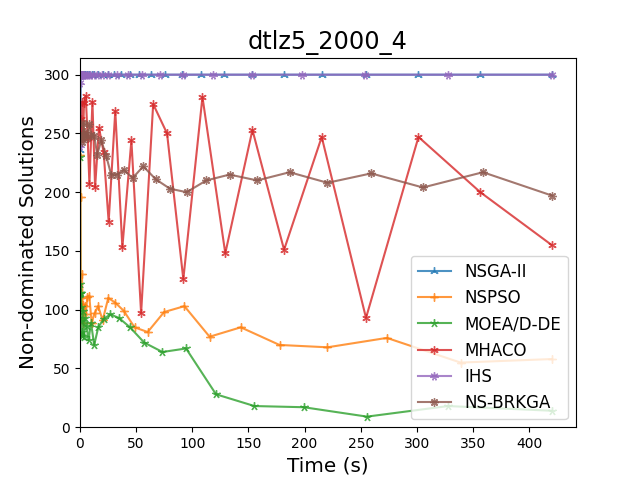 dtlz5_2000_4
Non-dominated Solutions
300
250
200
150
100
50
0
NSGA-II
NSPSO
MOEA/D-DE
MHACO
IHS
NS-BRKGA
0 50 100 150 200 250 300 350 400
Time (s)